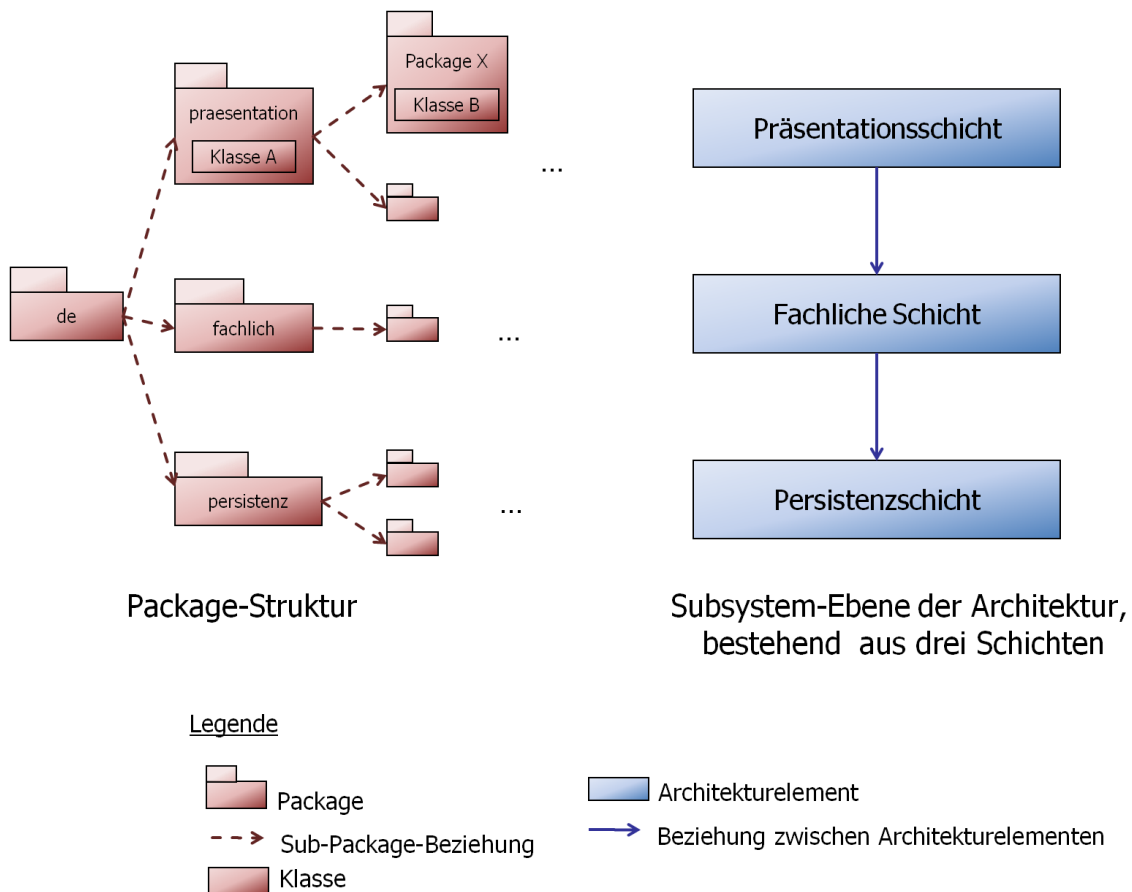 Package X
Klasse B
praesentation
Klasse A
...
de
fachlich
...
persistenz
...
Package-Struktur
Präsentationsschicht
Fachliche Schicht
Persistenzschicht
Subsystem-Ebene der Architektur,
bestehend aus drei Schichten
Legende
Package
Sub-Package-Beziehung
Klasse
Architekturelement
Beziehung zwischen Architekturelementen